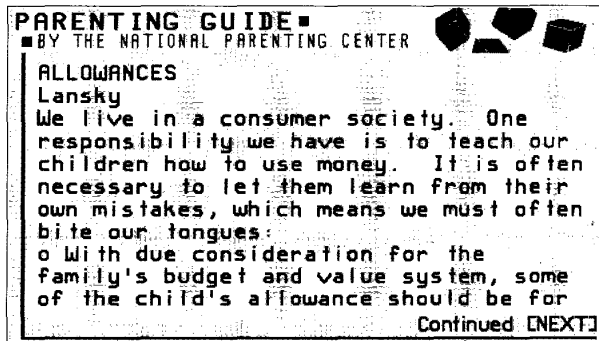 PARENTING GUIDE
BY THE NATIONAL PARENTING CENTER
ALLOWANCES
Lansky
We live in a consumer society. One
responsibility we have is to teach our
children how to use money. It is often
necessary to let them learn from their
own mistakes, which means we must often
bite our tongues:
o With due consideration for the
family's budget and value system, some
of the child's allowance should be for
Continued [NEXT]